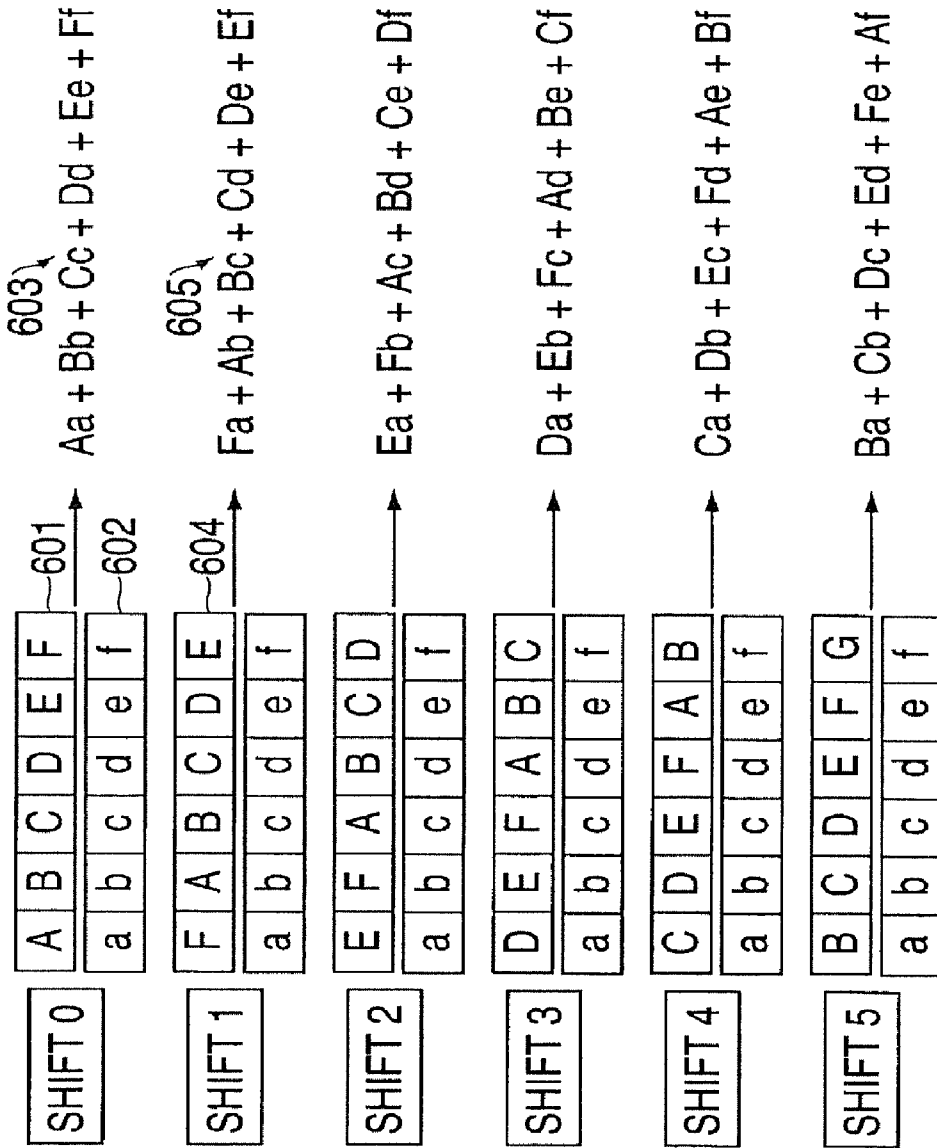 SHIFT 0
A B C D E F
601
a b c d e f
602
603
Aa + Bb + Cc + Dd + Ee + Ff
SHIFT 1
F A B C D E
604
a b c d e f
605
Fa + Ab + Bc + Cd + De + Ef
SHIFT 2
E F A B C D
a b c d e f
Ea + Fb + Ac + Bd + Ce + Df
SHIFT 3
D E F A B C
a b c d e f
Da + Eb + Fc + Ad + Be + Cf
SHIFT 4
C D E F A B
a b c d e f
Ca + Db + Ec + Fd + Ae + Bf
SHIFT 5
B C D E F G
a b c d e f
Ba + Cb + Dc + Ed + Fe + Af